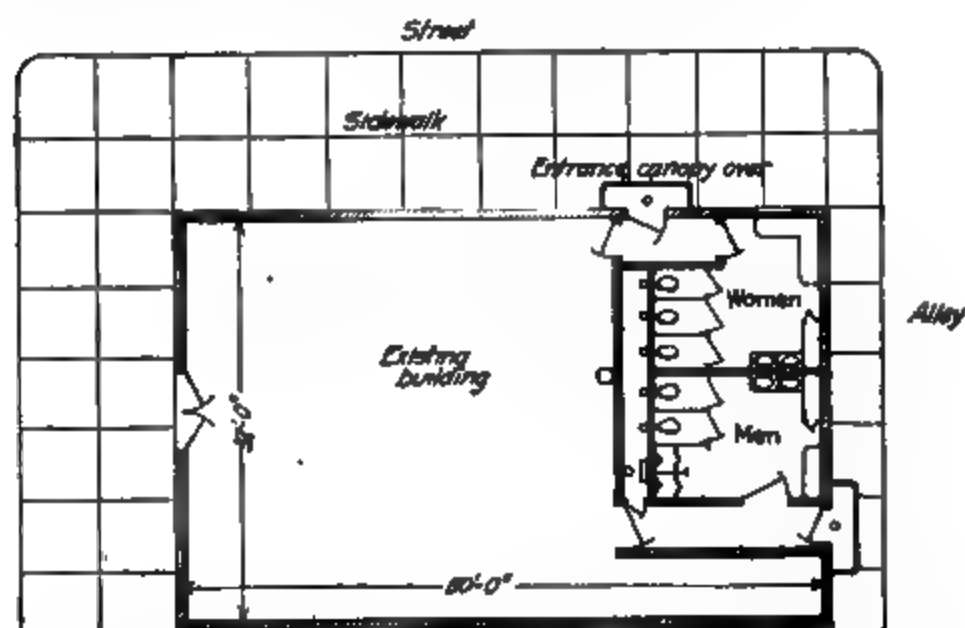 Street
Sidewalk
Entrance canopy over
Women
Alley
Existing
building
Men
80'-0"